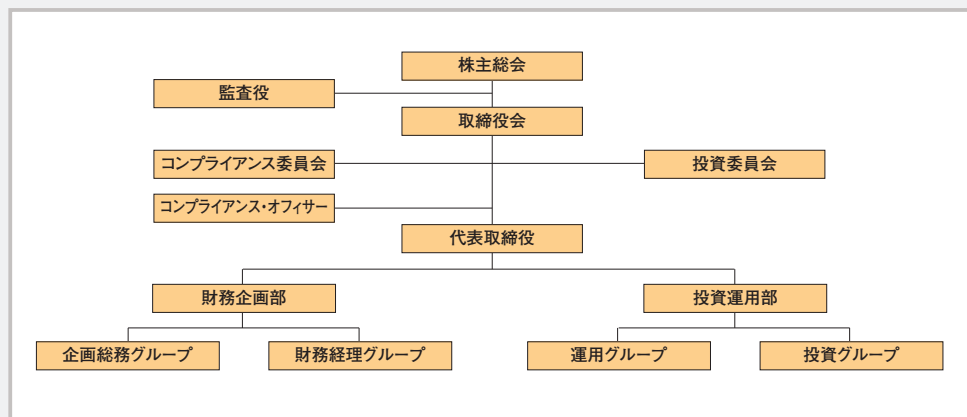 株主総会
監査役
取締役会
コンプライアンス委員会
投資委員会
コンプライアンス・オフィサー
代表取締役
財務企画部
投資運用部
企画総務グループ
財務経理グループ
運用グループ
投資グループ